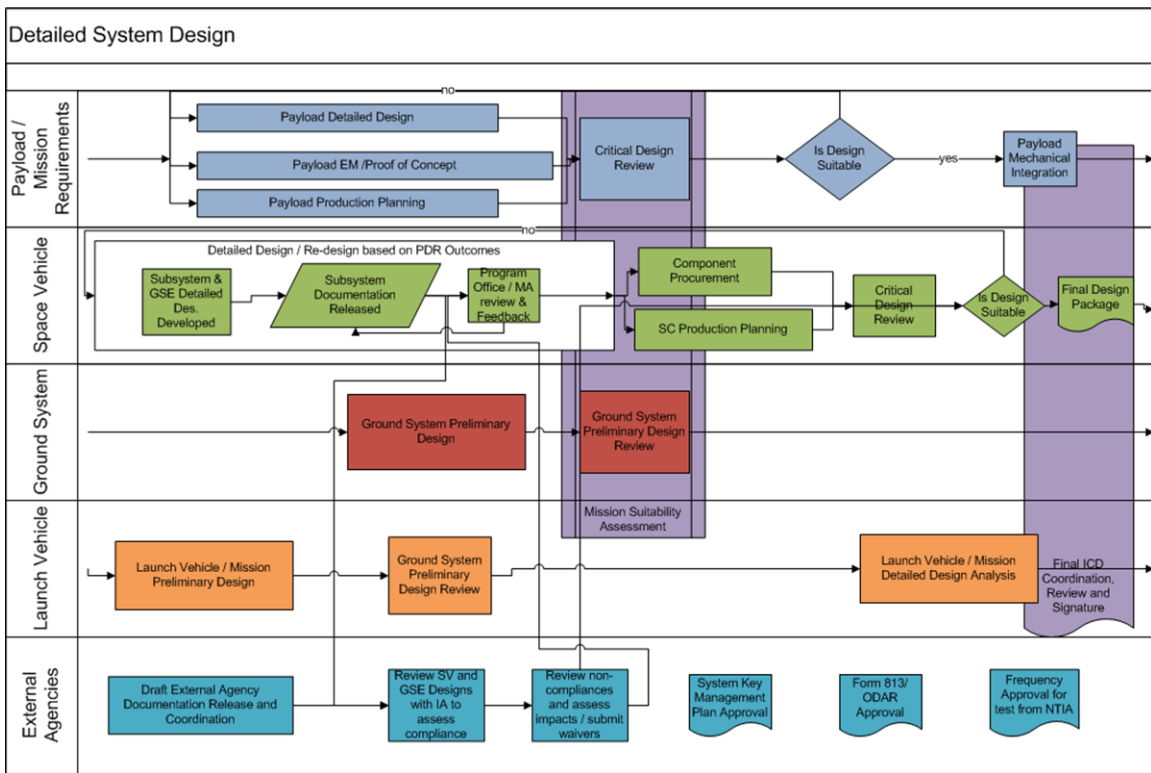 Detailed System Design
Payload /
Mission
Requirements
no
Payload Detailed Design
Payload EM /Proof of Concept
Payload Production Planning
Critical Design
Review
Is Design
Suitable
yes
Payload
Mechanical
Integration
Space Vehicle
no
Detailed Design / Re-design based on PDR Outcomes
Subsystem &
GSE Detailed
Des.
Developed
Subsystem
Documentation
Released
Program
Office / MA
review &
Feedback
Component
Procurement
SC Production Planning
Critical
Design
Review
Is Design
Suitable
Final Design
Package
Ground System
Ground System Preliminary
Design
Ground System
Preliminary Design
Review
Mission Suitability
Assessment
Launch Vehicle
Launch Vehicle / Mission
Preliminary Design
Ground System
Preliminary
Design Review
Launch Vehicle / Mission
Detailed Design Analysis
Final ICD
Coordination,
Review and
Signature
External
Agencies
Draft External Agency
Documentation Release and
Coordination
Review SV and
GSE Designs
with IA to
assess
compliance
Review non-
compliances
and assess
impacts / submit
waivers
System Key
Management
Plan Approval
Form 813/
ODAR
Approval
Frequency
Approval for
test from NTIA